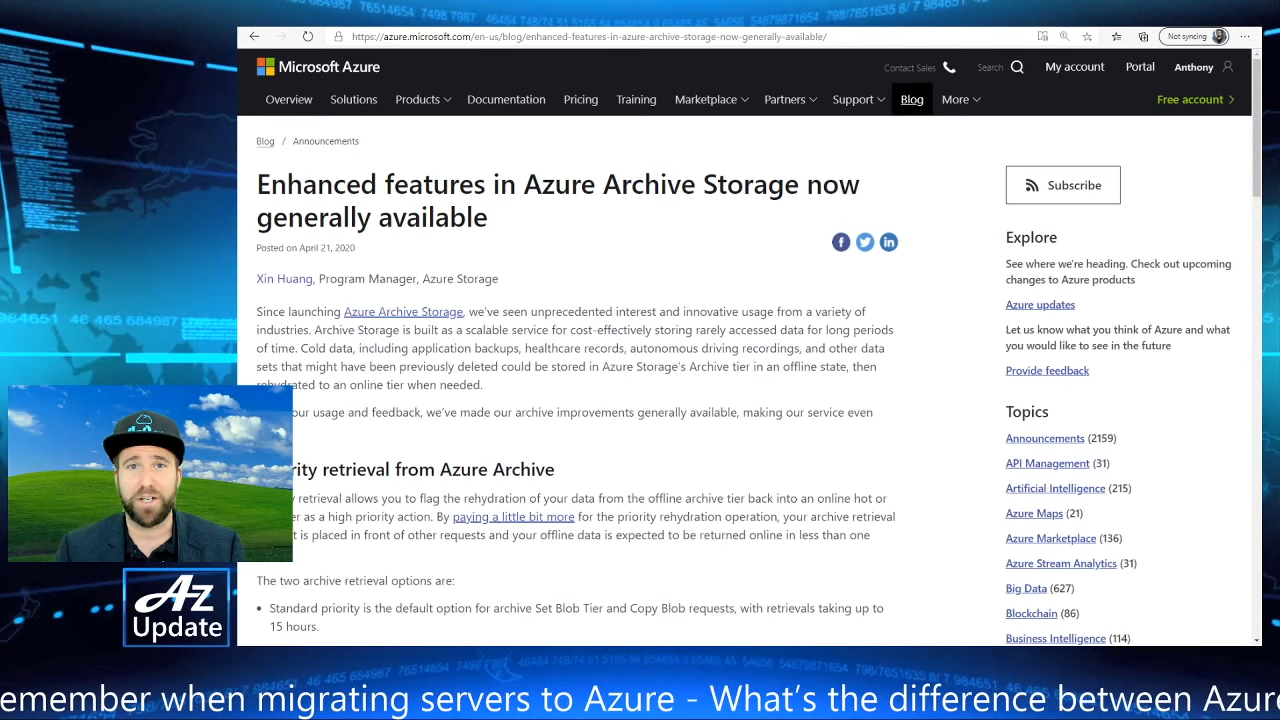 https://azure.microsoft.com/en-us/blog/enhanced-features-in-azure-archive-storage-now-generally-available/
Not syncing
Microsoft Azure
Contact Sales
Search
My account
Portal
Anthony
Overview
Solutions
Products
Documentation
Pricing
Training
Marketplace
Partners
Support
Blog
More
Free account
Blog / Announcements
Enhanced features in Azure Archive Storage now
generally available
Posted on April 21, 2020
Xin Huang, Program Manager, Azure Storage
Since launching Azure Archive Storage, we've seen unprecedented interest and innovative usage from a variety of
industries. Archive Storage is built as a scalable service for cost-effectively storing rarely accessed data for long periods
of time. Cold data, including application backups, healthcare records, autonomous driving recordings, and other data
sets that might have been previously deleted could be stored in Azure Storage's Archive tier in an offline state, then
rehydrated to an online tier when needed.
our usage and feedback, we've made our archive improvements generally available, making our service even
rity retrieval from Azure Archive
y retrieval allows you to flag the rehydration of your data from the offline archive tier back into an online hot or
er as a high priority action. By paying a little bit more for the priority rehydration operation, your archive retrieval
t is placed in front of other requests and your offline data is expected to be returned online in less than one
The two archive retrieval options are:
• Standard priority is the default option for archive Set Blob Tier and Copy Blob requests, with retrievals taking up to
15 hours.
Subscribe
Explore
See where we're heading. Check out upcoming
changes to Azure products
Azure updates
Let us know what you think of Azure and what
you would like to see in the future
Provide feedback
Topics
Announcements (2159)
API Management (31)
Artificial Intelligence (215)
Azure Maps (21)
Azure Marketplace (136)
Azure Stream Analytics (31)
Big Data (627)
Blockchain (86)
Business Intelligence (114)
Az
Update
emember when migrating servers to Azure - What's the difference between Azur